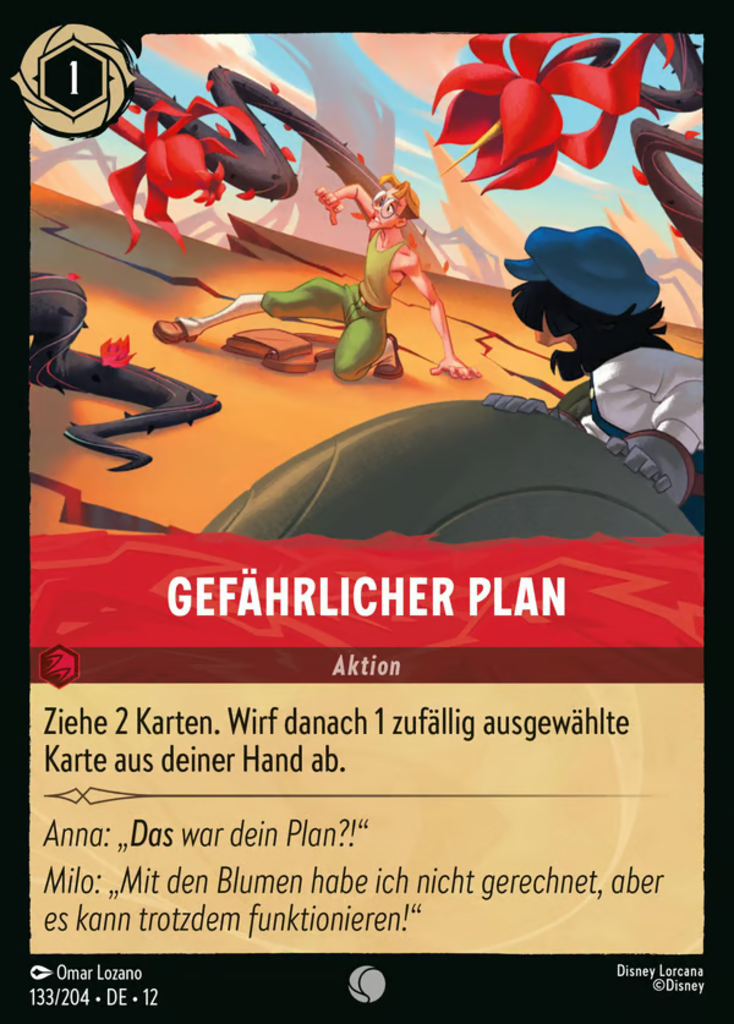 1
GEFÄHRLICHER PLAN
Aktion
Ziehe 2 Karten. Wirf danach 1 zufällig ausgewählte
Karte aus deiner Hand ab.
Anna: „Das war dein Plan?!“
Milo: „Mit den Blumen habe ich nicht gerechnet, aber
es kann trotzdem funktionieren!“
Omar Lozano
133/204 • DE • 12
Disney Lorcana
©Disney